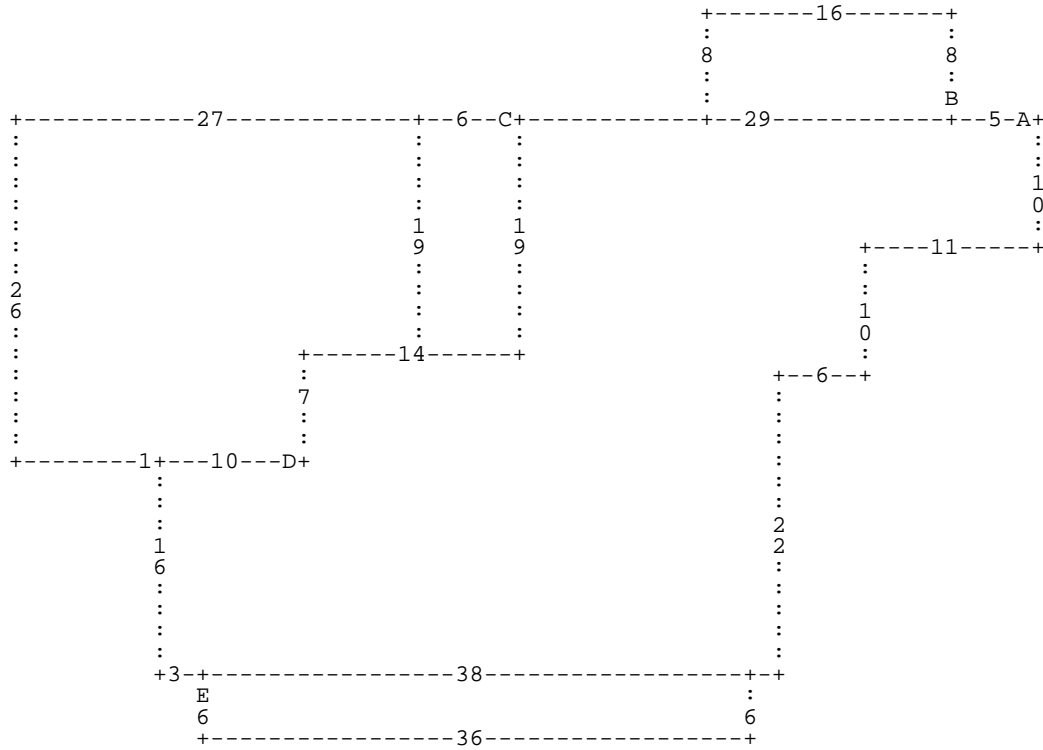 +-------16-------+
: :
8 8
: :
: B
+------------27-------------+--6--C+------------+--29------------+--5-A+
: : : :
: : : :
: : : 1
: : : 0
: 1 1 :
: 9 9 +----11-----+
: : : :
2 : : :
6 : : 1
: : : 0
: +------14-------+ :
: : +--6--+
: 7 :
: : :
: : :
+--------1+---10---D+ :
: :
: :
: 2
1 2
6 :
: :
: :
: :
: :
+3-+-----------------38------------------+-+
E :
6 6
+-----------------36------------------+